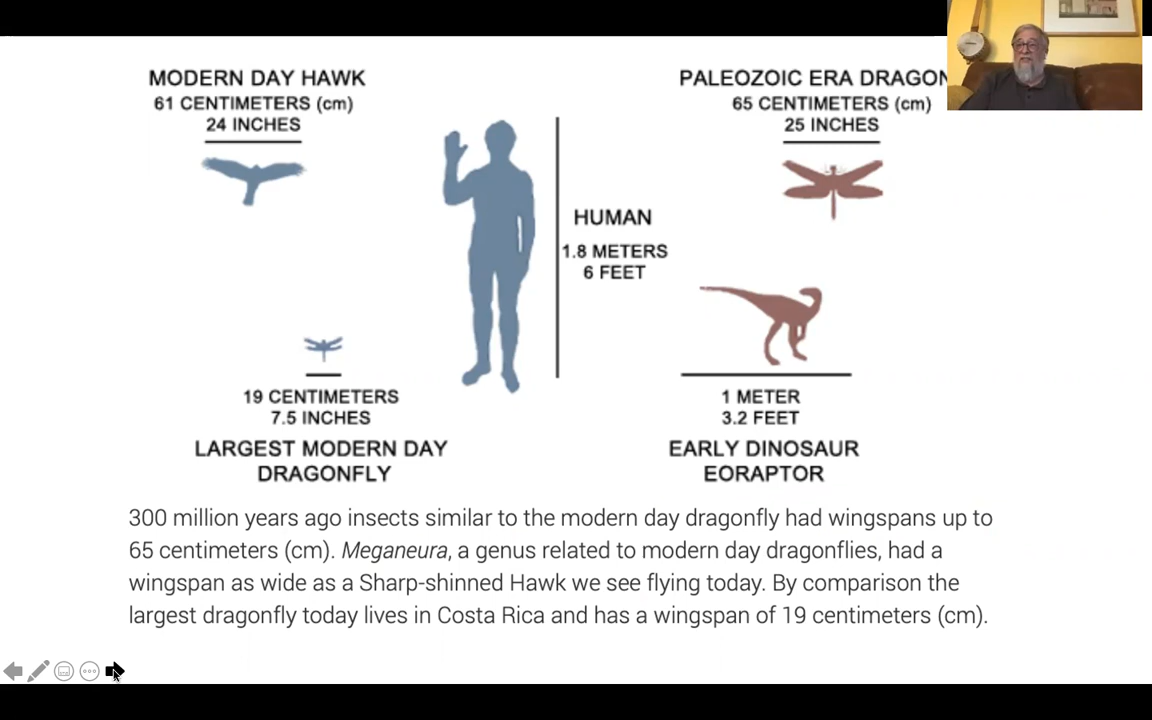 MODERN DAY HAWK
61 CENTIMETERS (cm)
24 INCHES
PALEOZOIC ERA DRAGON
65 CENTIMETERS (cm)
25 INCHES
HUMAN
1.8 METERS
6 FEET
19 CENTIMETERS
7.5 INCHES
LARGEST MODERN DAY
DRAGONFLY
1 METER
3.2 FEET
EARLY DINOSAUR
EORAPTOR
300 million years ago insects similar to the modern day dragonfly had wingspans up to
65 centimeters (cm). Meganeura, a genus related to modern day dragonflies, had a
wingspan as wide as a Sharp-shinned Hawk we see flying today. By comparison the
largest dragonfly today lives in Costa Rica and has a wingspan of 19 centimeters (cm).